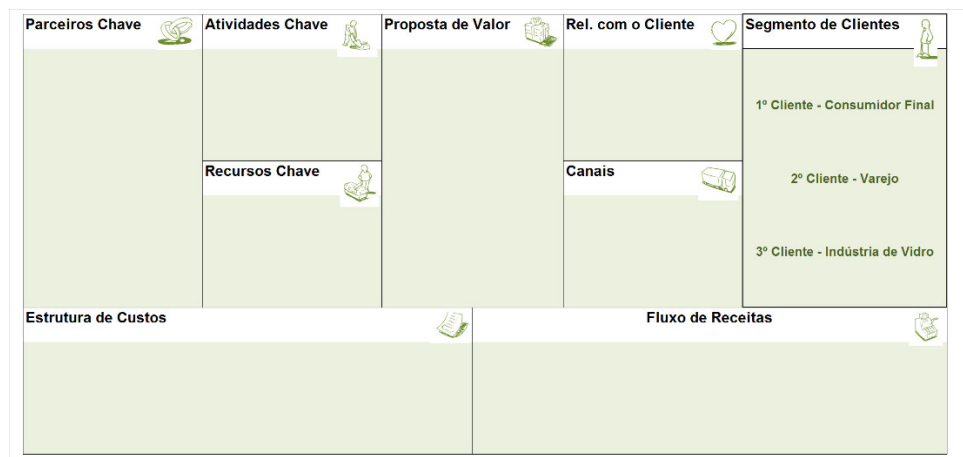 Parceiros Chave
Atividades Chave
Proposta de Valor
Rel. com o Cliente
Segmento de Clientes
1º Cliente - Consumidor Final
Recursos Chave
Canais
2º Cliente - Varejo
3º Cliente - Indústria de Vidro
Estrutura de Custos
Fluxo de Receitas